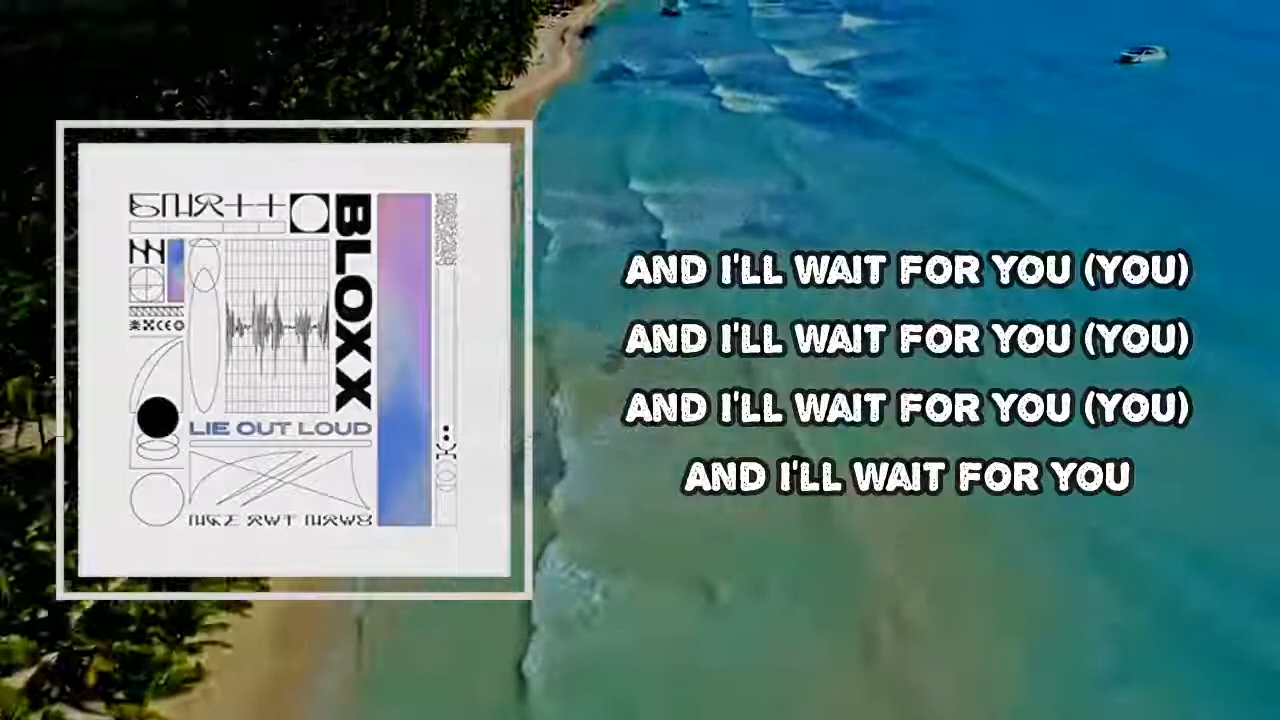 BLOXX
LIE OUT LOUD
AND I'LL WAIT FOR YOU (YOU)
AND I'LL WAIT FOR YOU (YOU)
AND I'LL WAIT FOR YOU (YOU)
AND I'LL WAIT FOR YOU